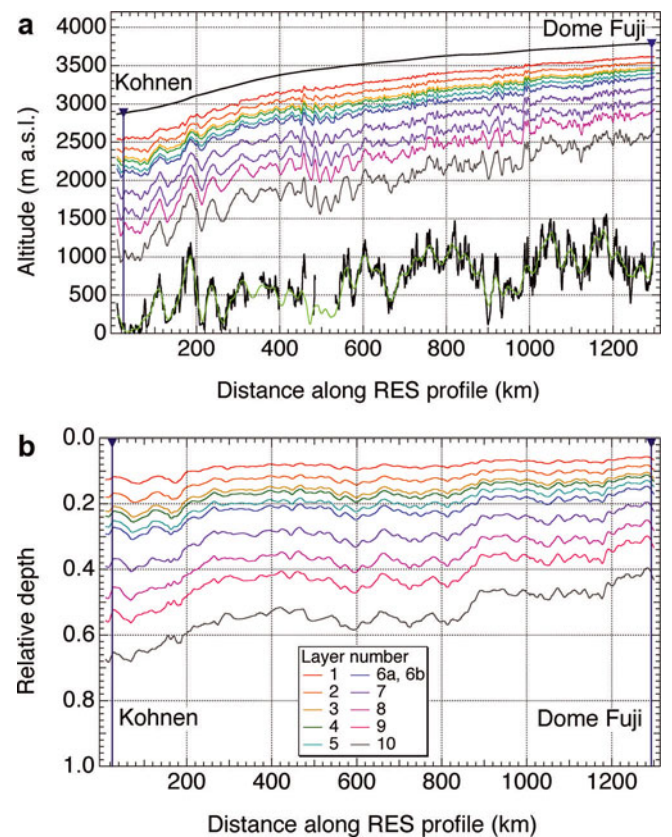 a
Dome Fuji
Kohnen
4000
3500
3000
2500
2000
1500
1000
500
0
Altitude (m a.s.l.)
200 400 600 800 1000 1200
Distance along RES profile (km)
b
0.0
0.2
0.4
0.6
0.8
1.0
Relative depth
Layer number
1 6a, 6b
2 7
3 8
4 9
5 10
Kohnen
Dome Fuji
200 400 600 800 1000 1200
Distance along RES profile (km)